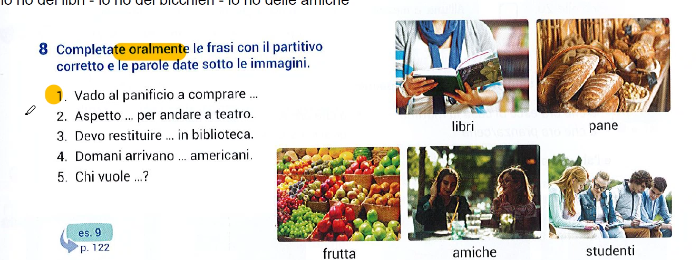 io ho dei libri - io ho dei bicchieri - io ho delle amiche
8 Completate oralmente le frasi con il partitivo
corretto e le parole date sotto le immagini.
1. Vado al panificio a comprare ...
2. Aspetto ... per andare a teatro.
3. Devo restituire ... in biblioteca.
4. Domani arrivano ... americani.
5. Chi vuole ...?
libri
pane
es. 9
p. 122
frutta
amiche
studenti